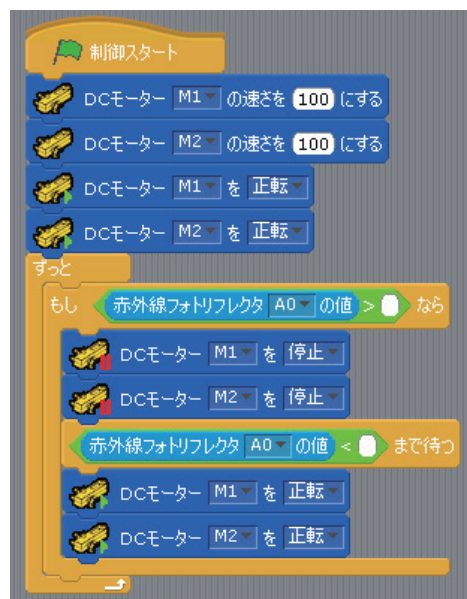 制御スタート
DCモーター M1 の速さを 100 にする
DCモーター M2 の速さを 100 にする
DCモーター M1 を 正転
DCモーター M2 を 正転
ずっと
もし 赤外線フォトリフレクタ A0 の値 > なら
DCモーター M1 を 停止
DCモーター M2 を 停止
赤外線フォトリフレクタ A0 の値 < まで待つ
DCモーター M1 を 正転
DCモーター M2 を 正転